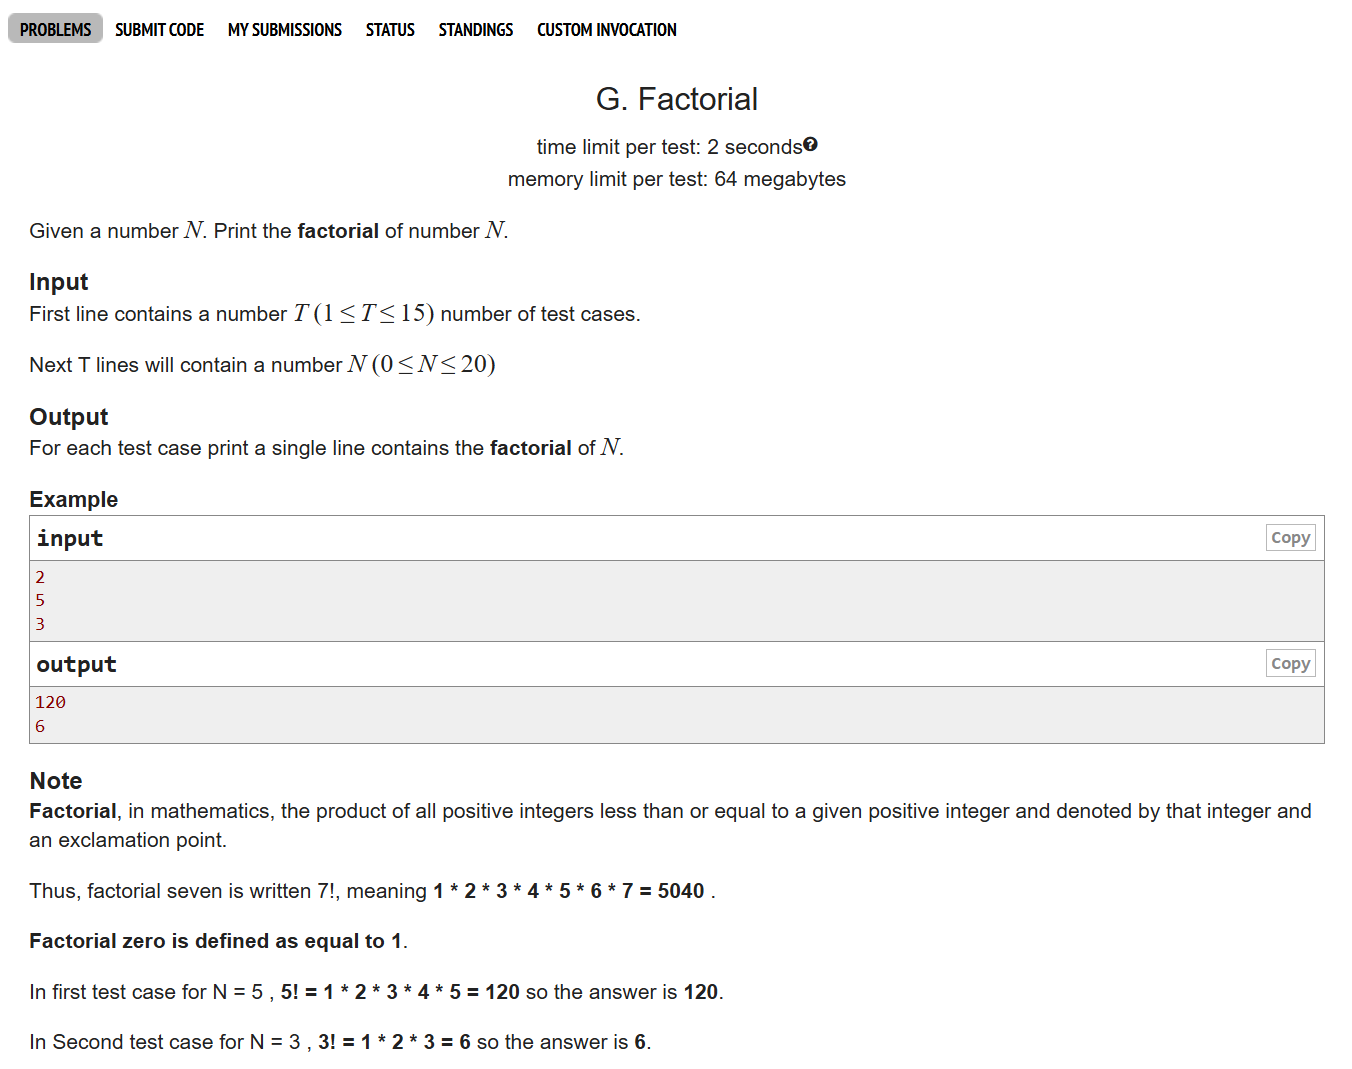 PROBLEMS SUBMIT CODE MY SUBMISSIONS STATUS STANDINGS CUSTOM INVOCATION
G. Factorial
time limit per test: 2 seconds?
memory limit per test: 64 megabytes
Given a number N. Print the factorial of number N.
Input
First line contains a number T (1 ≤ T ≤ 15) number of test cases.
Next T lines will contain a number N (0 ≤ N ≤ 20)
Output
For each test case print a single line contains the factorial of N.
Example
input Copy
2
5
3
output Copy
120
6
Note
Factorial, in mathematics, the product of all positive integers less than or equal to a given positive integer and denoted by that integer and
an exclamation point.
Thus, factorial seven is written 7!, meaning 1 * 2 * 3 * 4 * 5 * 6 * 7 = 5040 .
Factorial zero is defined as equal to 1.
In first test case for N = 5 , 5! = 1 * 2 * 3 * 4 * 5 = 120 so the answer is 120.
In Second test case for N = 3 , 3! = 1 * 2 * 3 = 6 so the answer is 6.